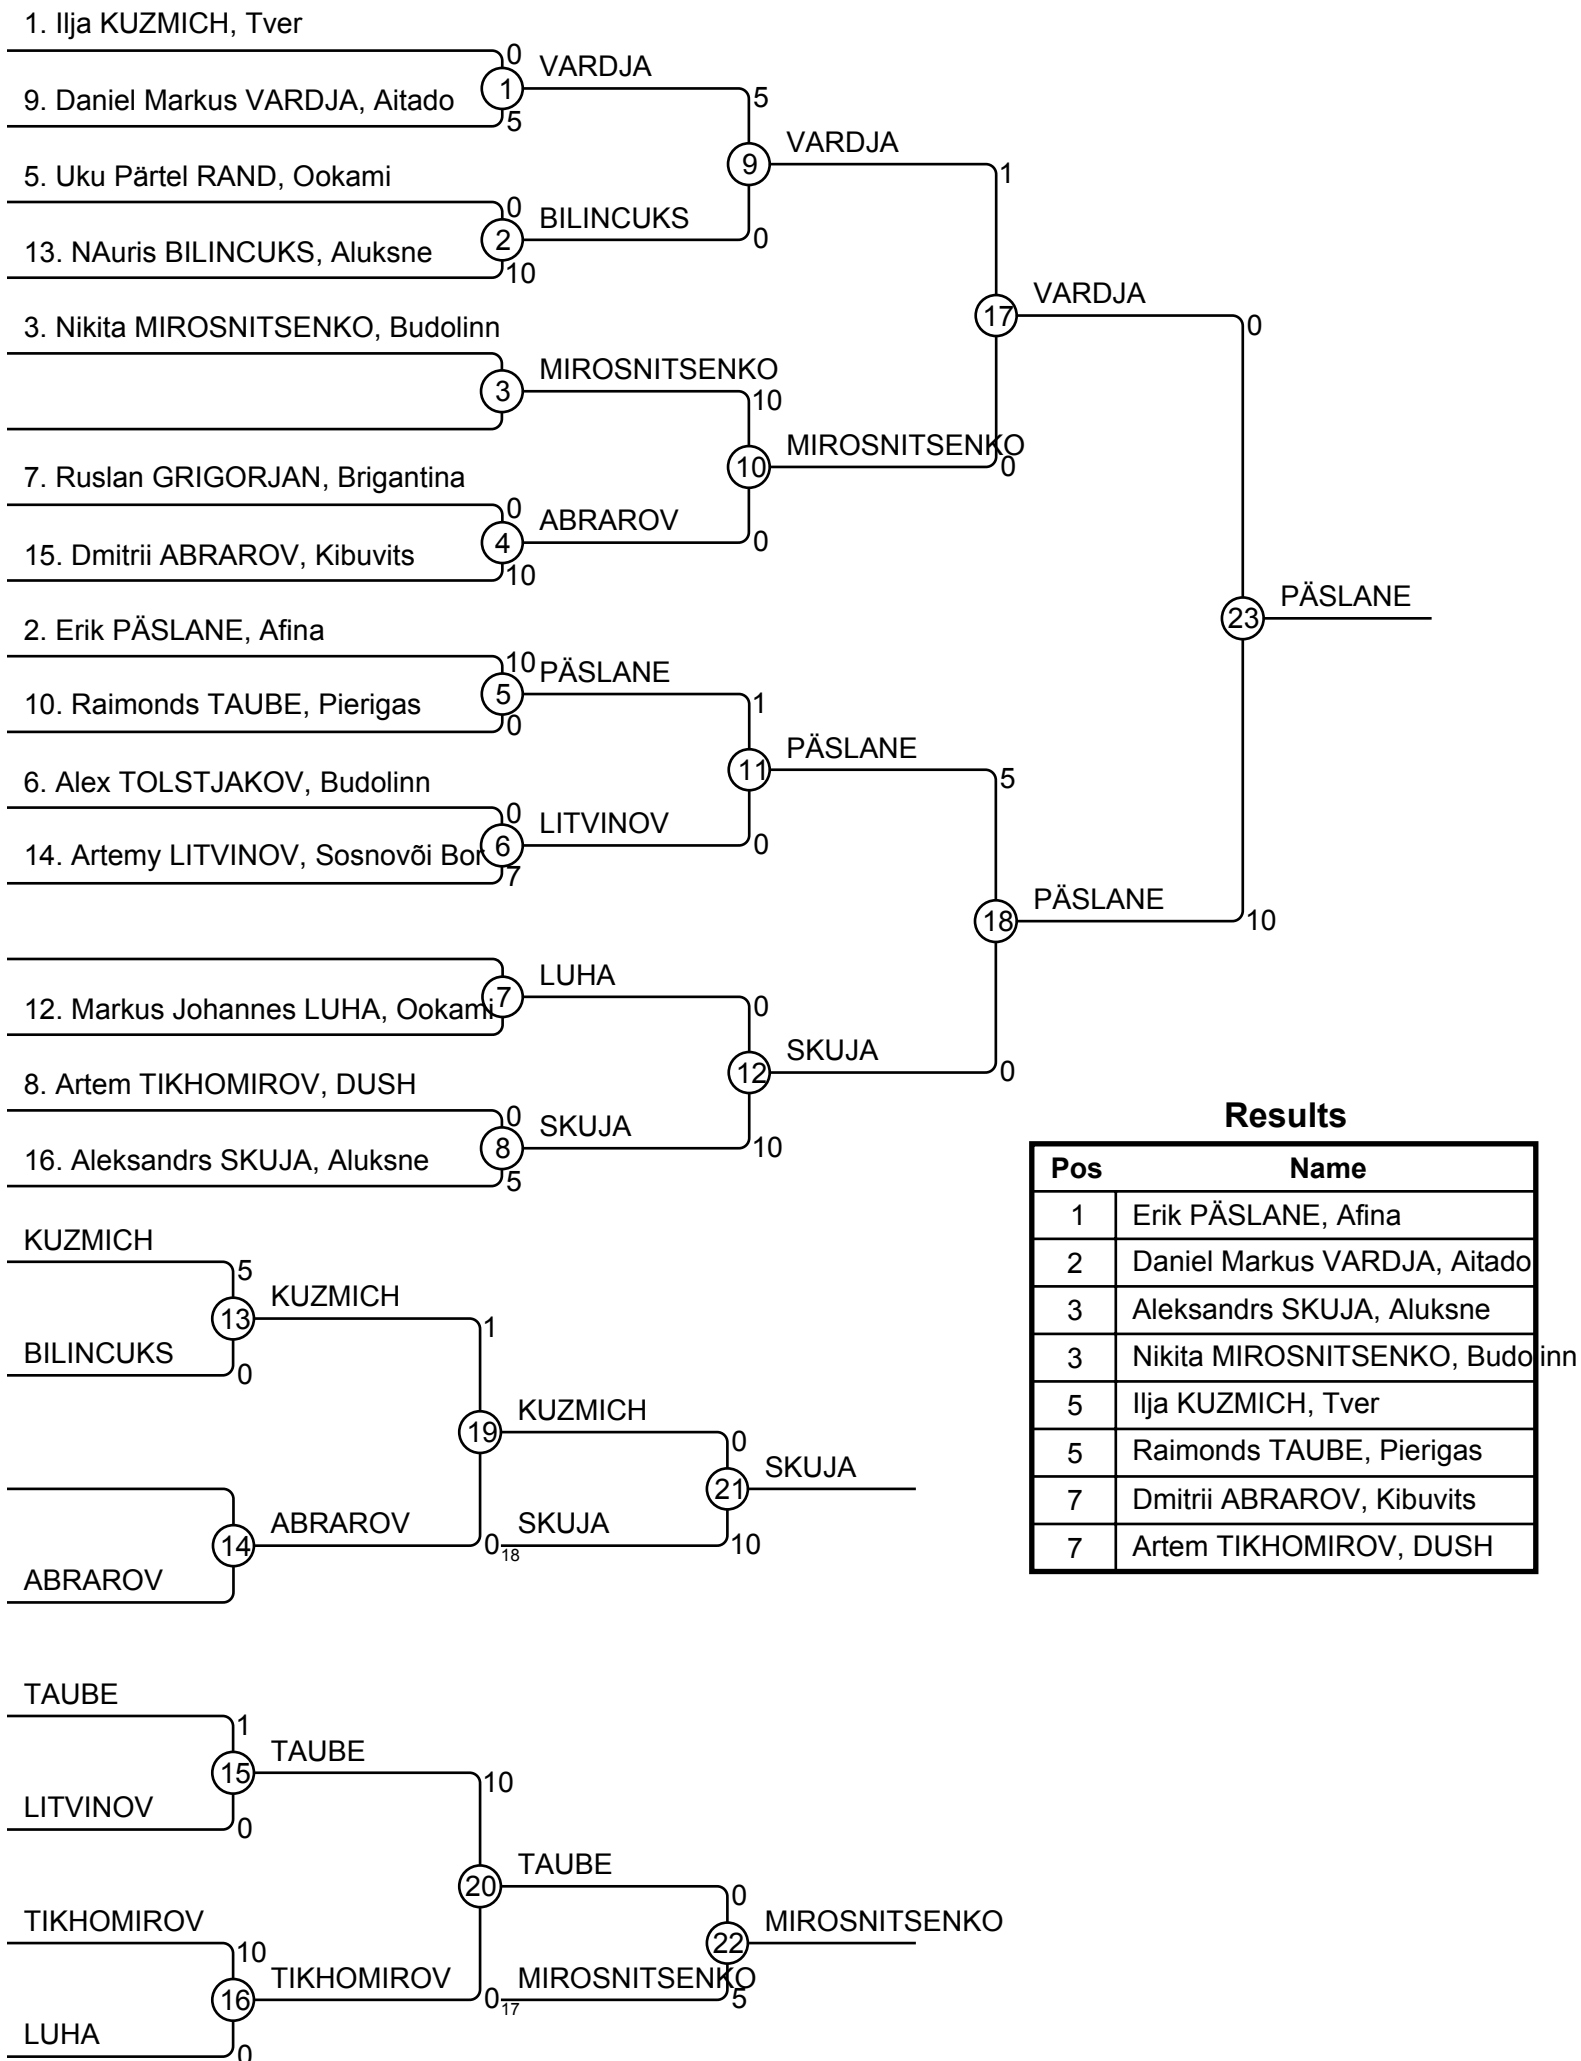 1. Ilja KUZMICH, Tver
0
1
VARDJA
9. Daniel Markus VARDJA, Aitado
5
5
9
VARDJA
5. Uku Pärtel RAND, Ookami
0
2
BILINCUKS
0
13. NAuris BILINCUKS, Aluksne
10
1
17
VARDJA
3. Nikita MIROSNITSENKO, Budolinn
3
MIROSNITSENKO
10
10
MIROSNITSENKO
0
7. Ruslan GRIGORJAN, Brigantina
0
4
ABRAROV
0
15. Dmitrii ABRAROV, Kibuvits
10
0
23
PÄSLANE
2. Erik PÄSLANE, Afina
10
5
PÄSLANE
10. Raimonds TAUBE, Pierigas
0
1
11
PÄSLANE
6. Alex TOLSTJAKOV, Budolinn
0
6
LITVINOV
0
14. Artemy LITVINOV, Sosnovõi Bor
7
5
18
PÄSLANE
10
7
LUHA
12. Markus Johannes LUHA, Ookami
0
12
SKUJA
0
8. Artem TIKHOMIROV, DUSH
0
8
SKUJA
10
16. Aleksandrs SKUJA, Aluksne
5
KUZMICH
5
13
KUZMICH
BILINCUKS
0
1
19
KUZMICH
0
21
SKUJA
14
ABRAROV
0
18
SKUJA
10
ABRAROV
TAUBE
1
15
TAUBE
LITVINOV
0
10
20
TAUBE
0
22
MIROSNITSENKO
TIKHOMIROV
10
16
TIKHOMIROV
0
17
MIROSNITSENKO
5
LUHA
0
Results
Pos Name
1 Erik PÄSLANE, Afina
2 Daniel Markus VARDJA, Aitado
3 Aleksandrs SKUJA, Aluksne
3 Nikita MIROSNITSENKO, Budolinn
5 Ilja KUZMICH, Tver
5 Raimonds TAUBE, Pierigas
7 Dmitrii ABRAROV, Kibuvits
7 Artem TIKHOMIROV, DUSH